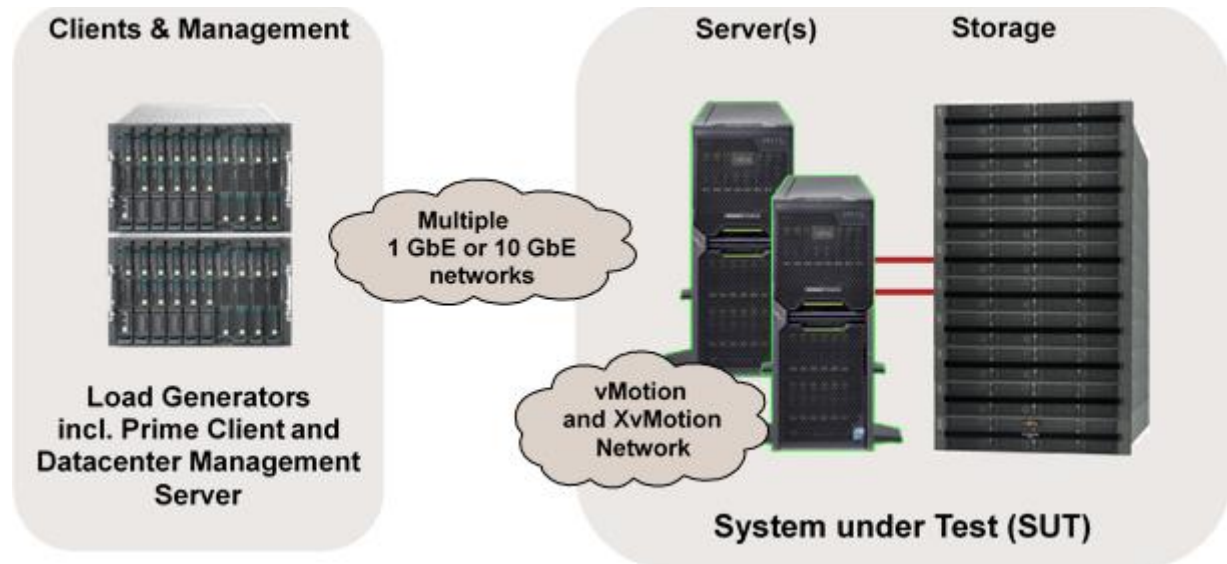 Clients & Management
Load Generators
incl. Prime Client and
Datacenter Management
Server
Multiple
1 GbE or 10 GbE
networks
Server(s)
Storage
vMotion
and XvMotion
Network
System under Test (SUT)